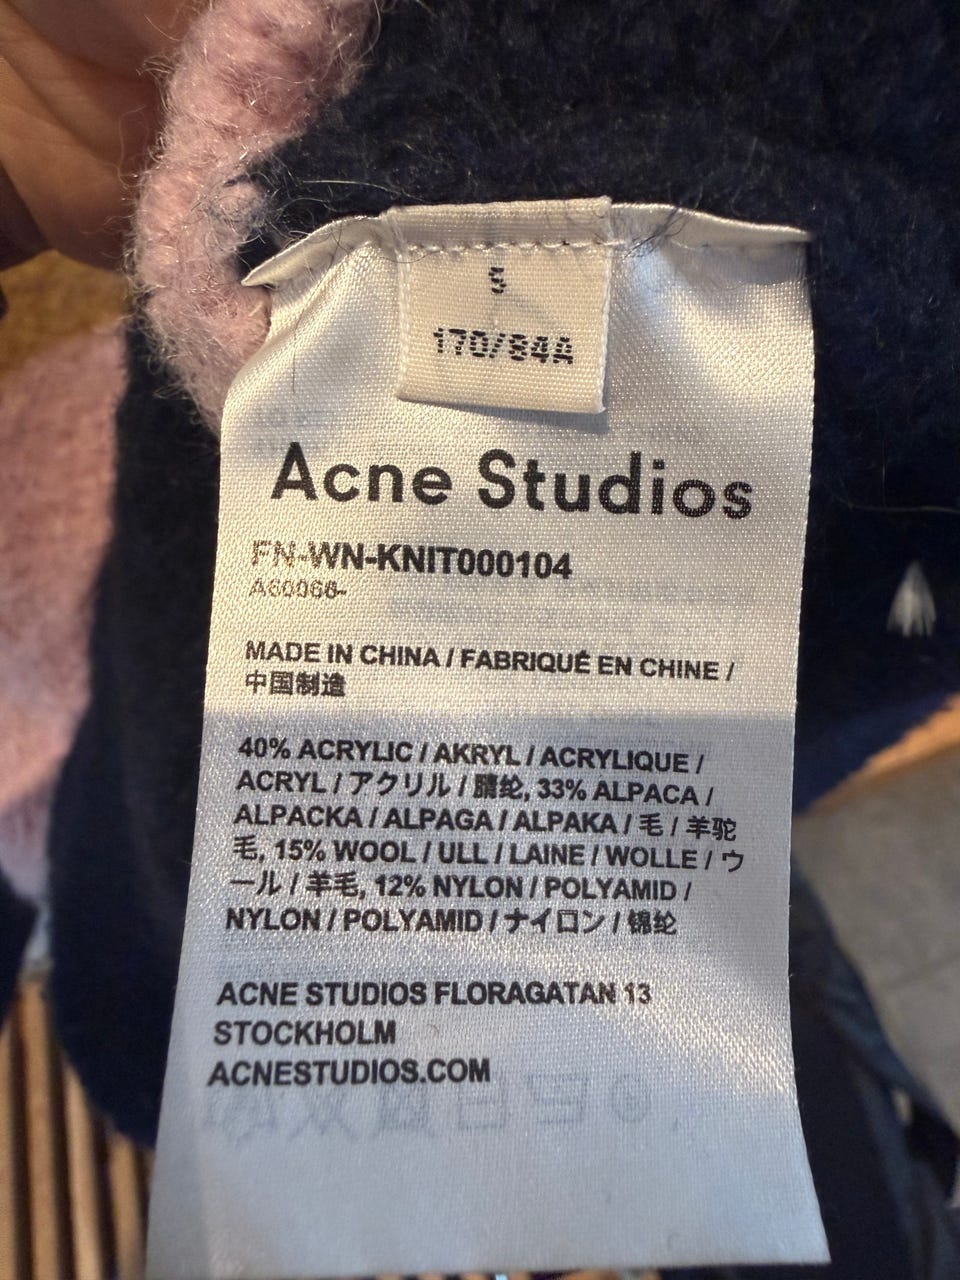 S
170/84A
Acne Studios
FN-WN-KNIT000104
A60066-
MADE IN CHINA / FABRIQUÉ EN CHINE /
中国制造
40% ACRYLIC / AKRYL / ACRYLIQUE /
ACRYL / アクリル / 腈纶, 33% ALPACA /
ALPACKA / ALPAGA / ALPAKA / 毛 / 羊驼
毛, 15% WOOL / ULL / LAINE / WOLLE / ウ
ール / 羊毛, 12% NYLON / POLYAMID /
NYLON / POLYAMID / ナイロン / 锦纶
ACNE STUDIOS FLORAGATAN 13
STOCKHOLM
ACNESTUDIOS.COM